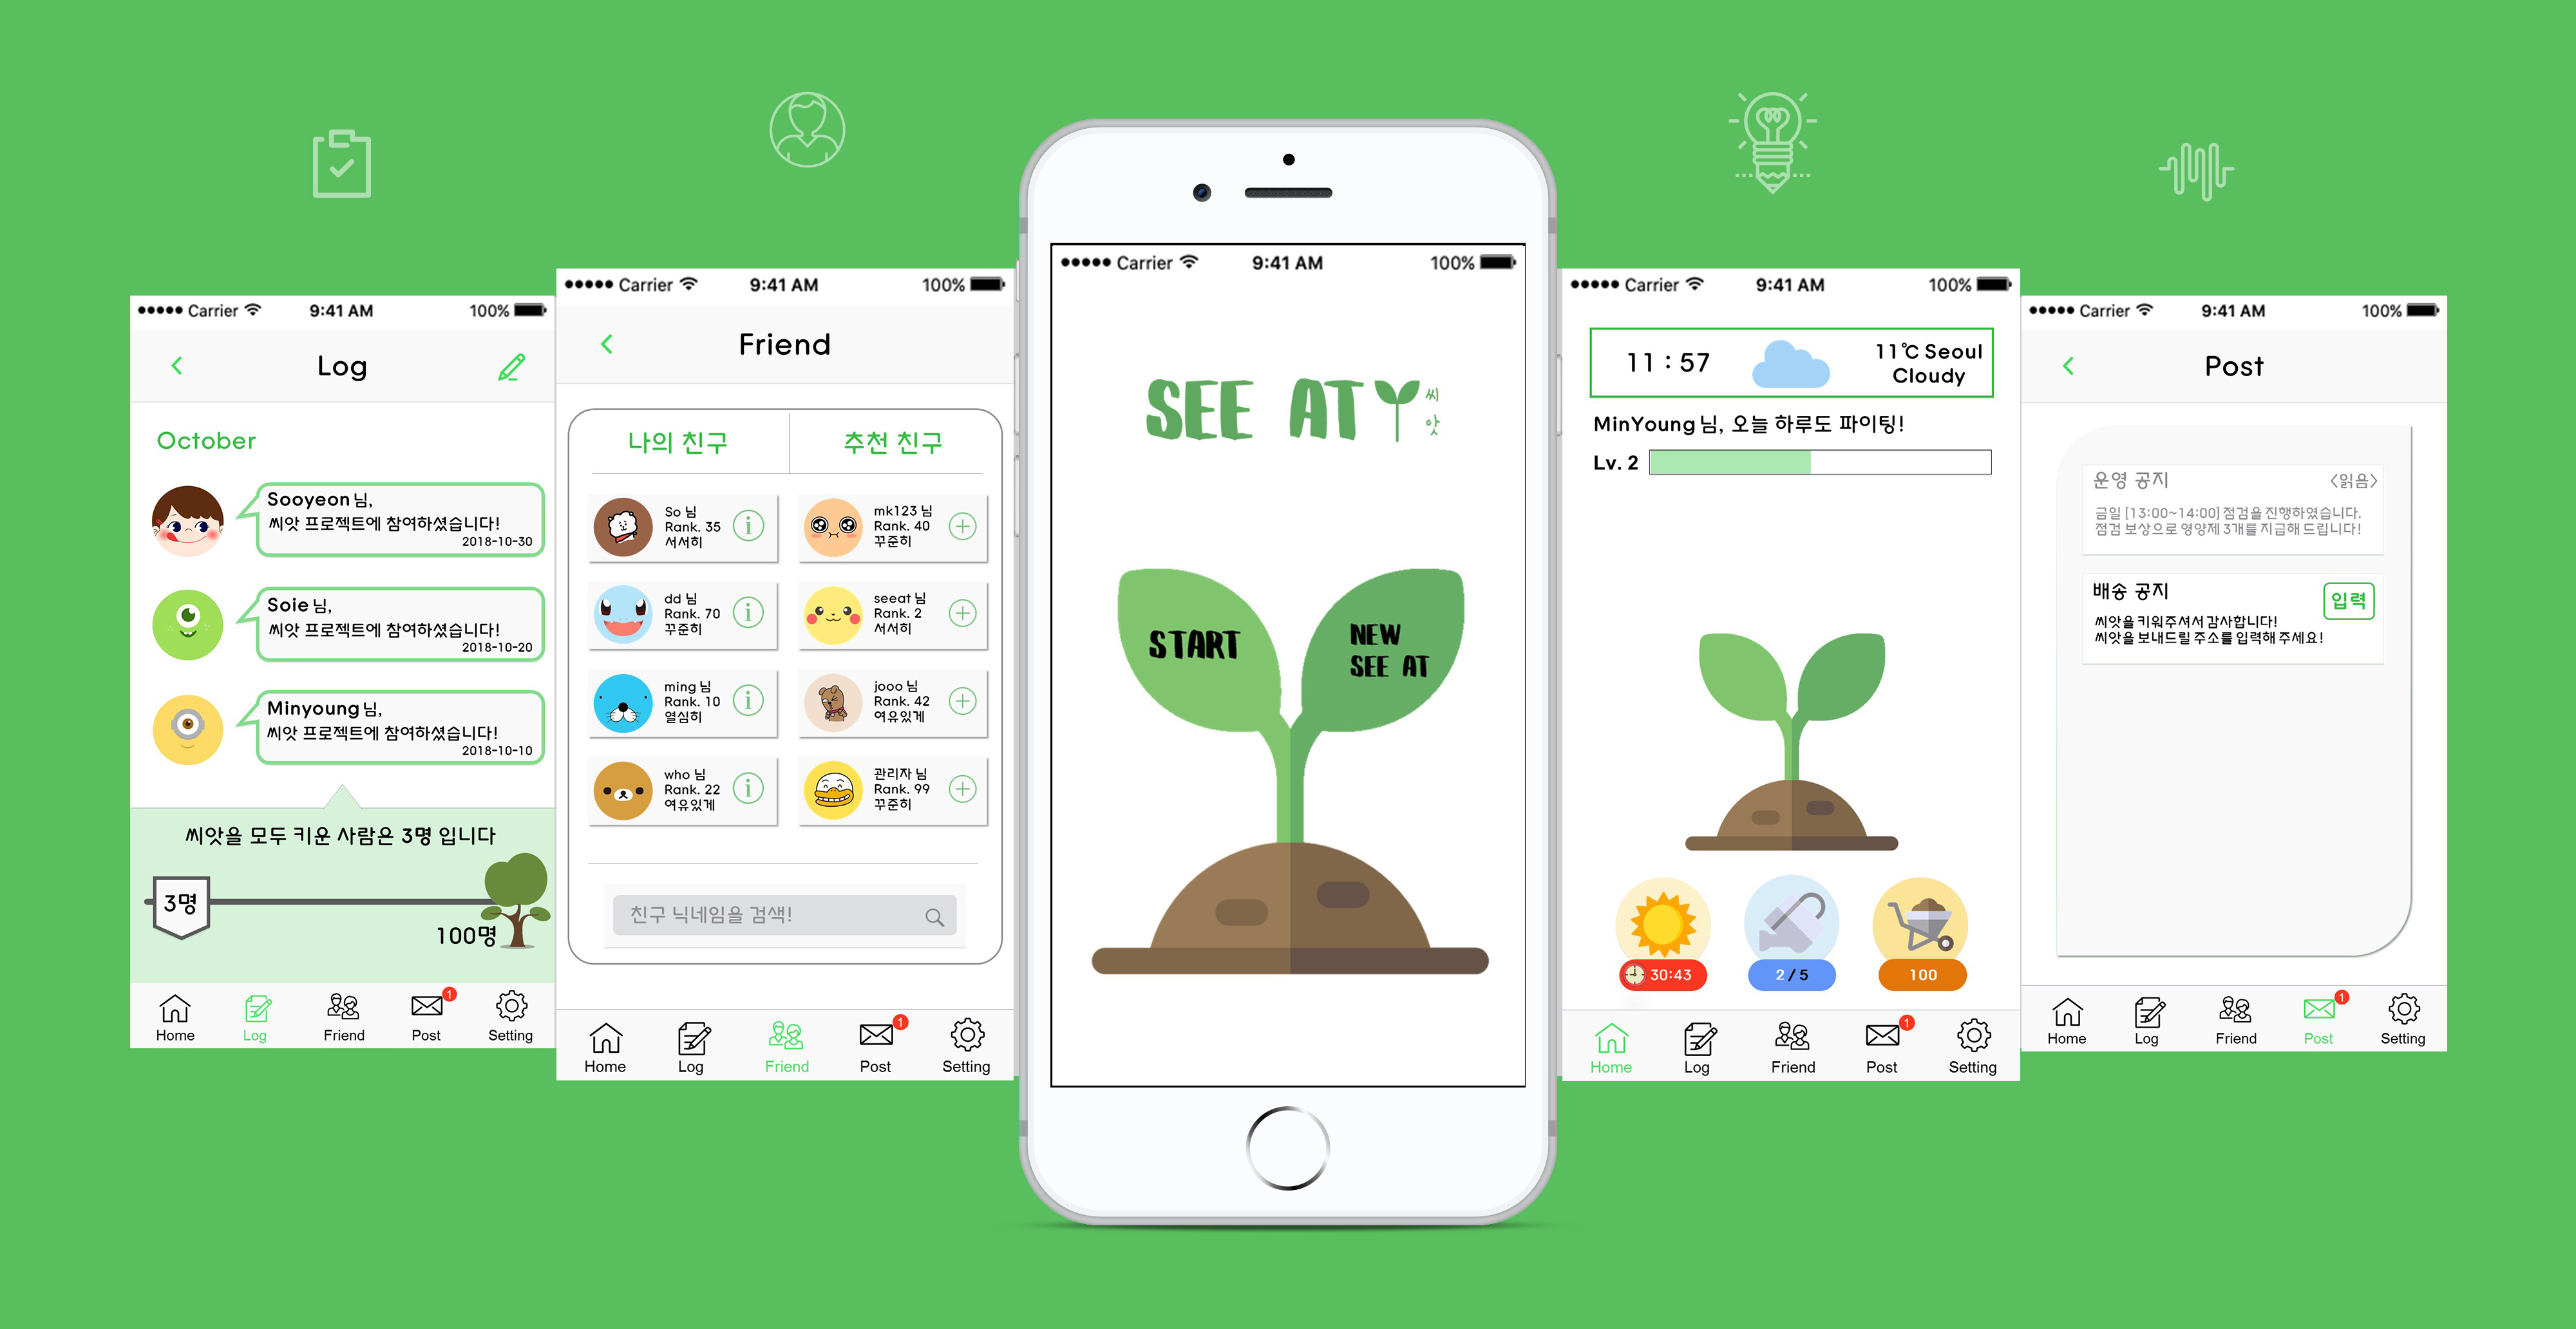 ●●●●● Carrier 9:41 AM 100%
Log
October
Sooyeon 님,
씨앗 프로젝트에 참여하셨습니다!
2018-10-30
Soie 님,
씨앗 프로젝트에 참여하셨습니다!
2018-10-20
Minyoung 님,
씨앗 프로젝트에 참여하셨습니다!
2018-10-10
씨앗을 모두 키운 사람은 3명 입니다
3명
100명
1
Home Log Friend Post Setting
●●●●● Carrier 9:41 AM 100%
Friend
나의 친구 추천 친구
So 님
Rank. 35
서서히
mk123 님
Rank. 40
꾸준히
dd 님
Rank. 70
꾸준히
seeat 님
Rank. 2
서서히
ming 님
Rank. 10
열심히
jooo 님
Rank. 42
여유있게
who 님
Rank. 22
여유있게
관리자 님
Rank. 99
꾸준히
친구 닉네임을 검색!
1
Home Log Friend Post Setting
●●●●● Carrier 9:41 AM 100%
SEE AT 씨앗
START
NEW
SEE AT
●●●●● Carrier 9:41 AM 100%
11 : 57
11℃ Seoul
Cloudy
MinYoung 님, 오늘 하루도 파이팅!
Lv. 2
30:43 2 / 5 100
1
Home Log Friend Post Setting
●●●●● Carrier 9:41 AM 100%
Post
운영 공지 <읽음>
금일 [13:00~14:00] 점검을 진행하였습니다.
점검 보상으로 영양제 3개를 지급해 드립니다!
배송 공지 입력
씨앗을 키워주셔서 감사합니다!
씨앗을 보내드릴 주소를 입력해 주세요!
1
Home Log Friend Post Setting